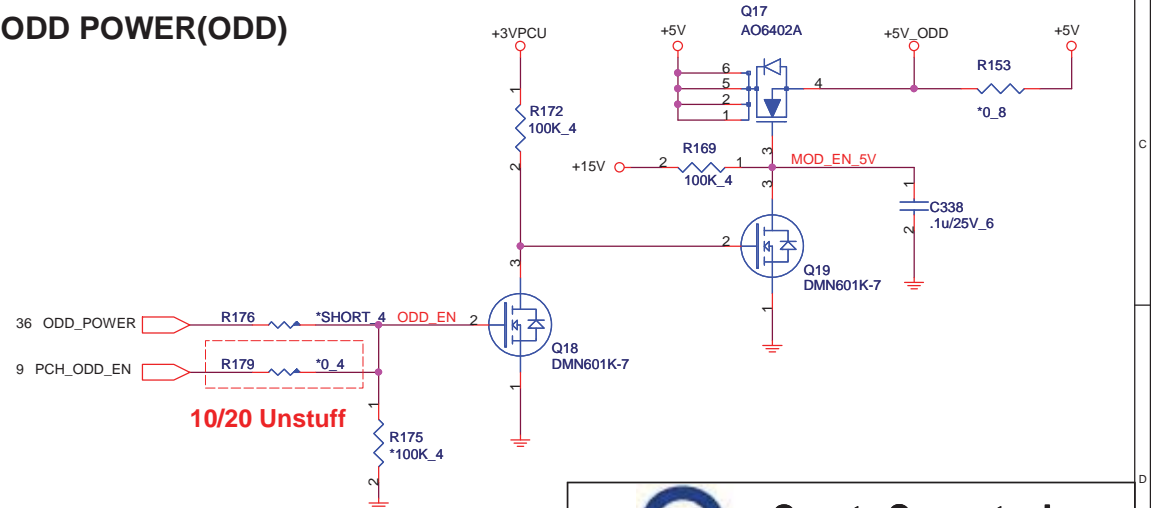 ODD POWER(ODD)
Q17
AO6402A
+3VPCU
+5V
+5V_ODD
+5V
6
5
2
1
4
R153
*0_8
1
R172
100K_4
2
3
R169
+15V
2
1
100K_4
MOD_EN_5V
3
1
C338
.1u/25V_6
2
2
Q19
DMN601K-7
1
3
36 ODD_POWER
R176
*SHORT_4
ODD_EN
2
Q18
DMN601K-7
9 PCH_ODD_EN
R179
*0_4
1
10/20 Unstuff
1
R175
*100K_4
2
C
D